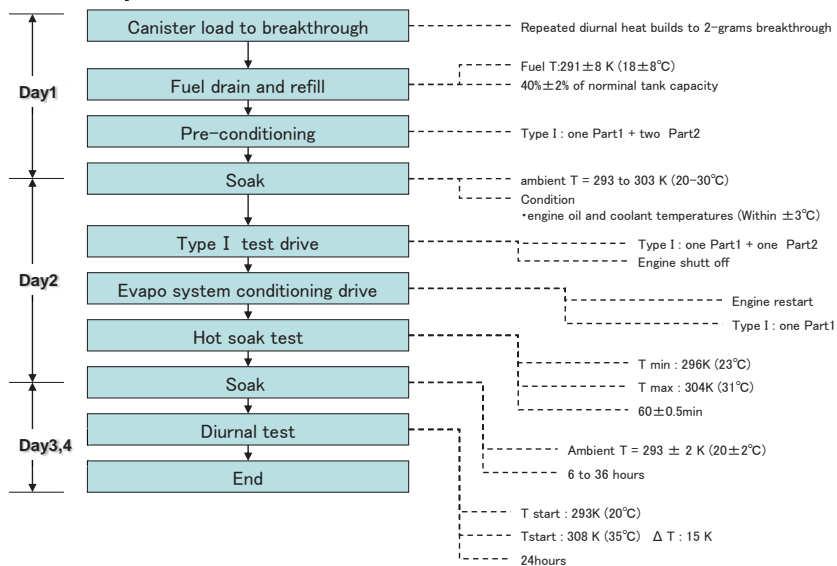 Canister load to breakthrough
Repeated diurnal heat builds to 2-grams breakthrough
Day1
Fuel drain and refill
Fuel T:291±8 K (18±8℃)
40%±2% of norminal tank capacity
Pre-conditioning
Type I : one Part1 + two Part2
Soak
ambient T = 293 to 303 K (20-30℃)
Condition
・engine oil and coolant temperatures (Within ±3℃)
Day2
Type I test drive
Type I : one Part1 + one Part2
Engine shutt off
Evapo system conditioning drive
Engine restart
Type I : one Part1
Hot soak test
T min : 296K (23℃)
T max : 304K (31℃)
60±0.5min
Day3,4
Soak
Ambient T = 293 ± 2 K (20±2℃)
6 to 36 hours
Diurnal test
T start : 293K (20℃)
Tstart : 308 K (35℃) Δ T : 15 K
24hours
End